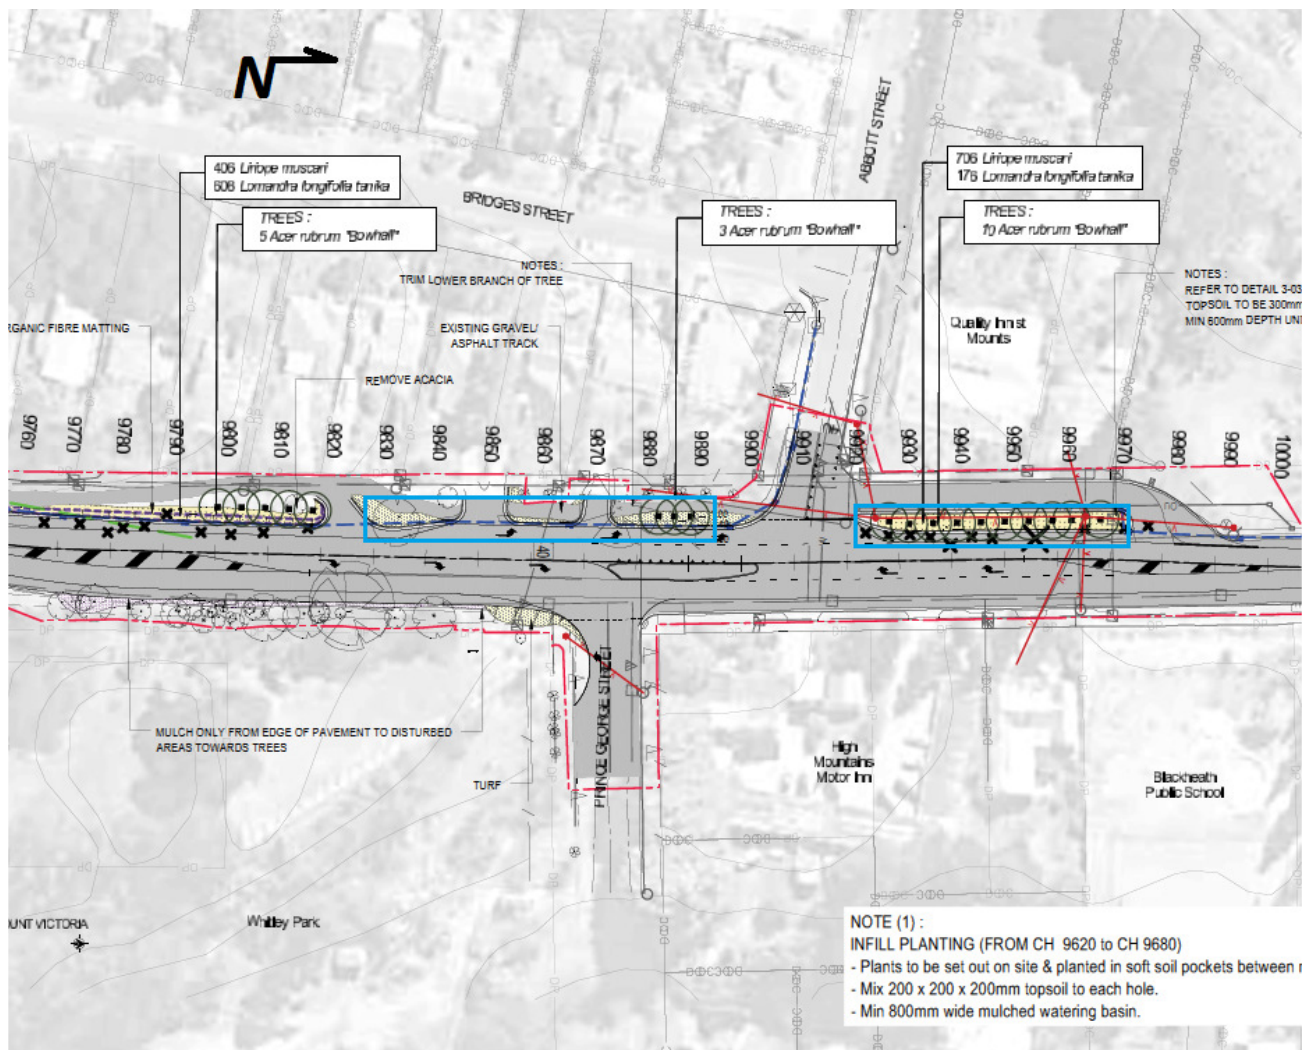 N
ABBOTT STREET
406 Liriope muscari
608 Lomandra longifolia tanika
706 Liriope muscari
176 Lomandra longifolia tanika
BRIDGES STREET
TREES :
5 Acer rubrum "Bowhall"
TREES :
3 Acer rubrum "Bowhall"
TREES :
10 Acer rubrum "Bowhall"
NOTES :
TRIM LOWER BRANCH OF TREE
NOTES :
REFER TO DETAIL 3-03
TOPSOIL TO BE 300mm
MIN 600mm DEPTH UN
RGANIC FIBRE MATTING
EXISTING GRAVEL/
ASPHALT TRACK
Quality Inn st
Mounts
REMOVE ACACIA
9760 9770 9780 9790 9800 9810 9820 9830 9840 9850 9860 9870 9880 9890 9900 9910 9920 9930 9940 9950 9960 9970 9980 9990 10000
40
PRINCE GEORGE STREET
MULCH ONLY FROM EDGE OF PAVEMENT TO DISTURBED
AREAS TOWARDS TREES
TURF
High
Mountains
Motor Inn
Blackheath
Public School
OUNT VICTORIA
Whitley Park
NOTE (1) :
INFILL PLANTING (FROM CH 9620 to CH 9680)
- Plants to be set out on site & planted in soft soil pockets between
- Mix 200 x 200 x 200mm topsoil to each hole.
- Min 800mm wide mulched watering basin.